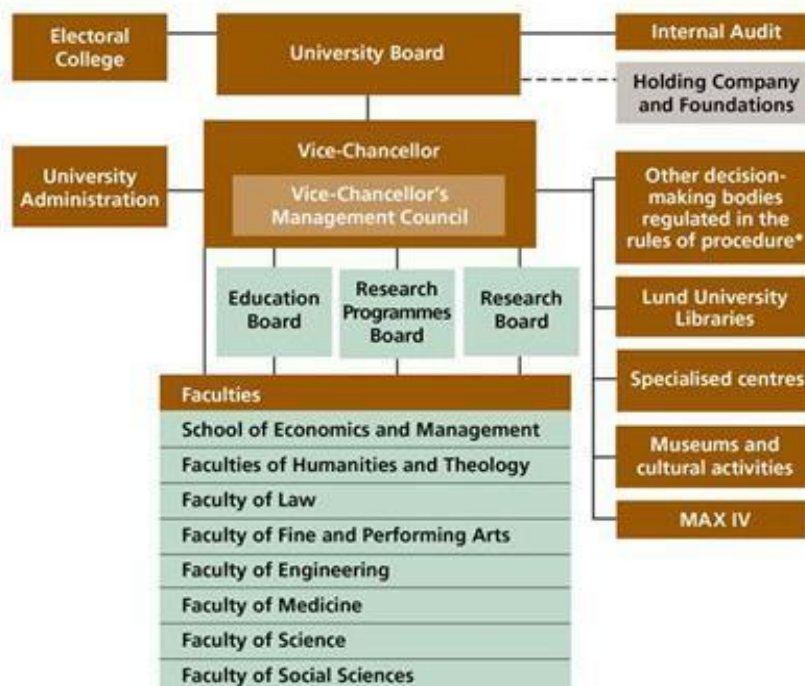 Electoral
College
University Board
Internal Audit
Holding Company
and Foundations
University
Administration
Vice-Chancellor
Vice-Chancellor's
Management Council
Other decision-
making bodies
regulated in the
rules of procedure*
Education
Board
Research
Programmes
Board
Research
Board
Lund University
Libraries
Specialised centres
Museums and
cultural activities
MAX IV
Faculties
School of Economics and Management
Faculties of Humanities and Theology
Faculty of Law
Faculty of Fine and Performing Arts
Faculty of Engineering
Faculty of Medicine
Faculty of Science
Faculty of Social Sciences